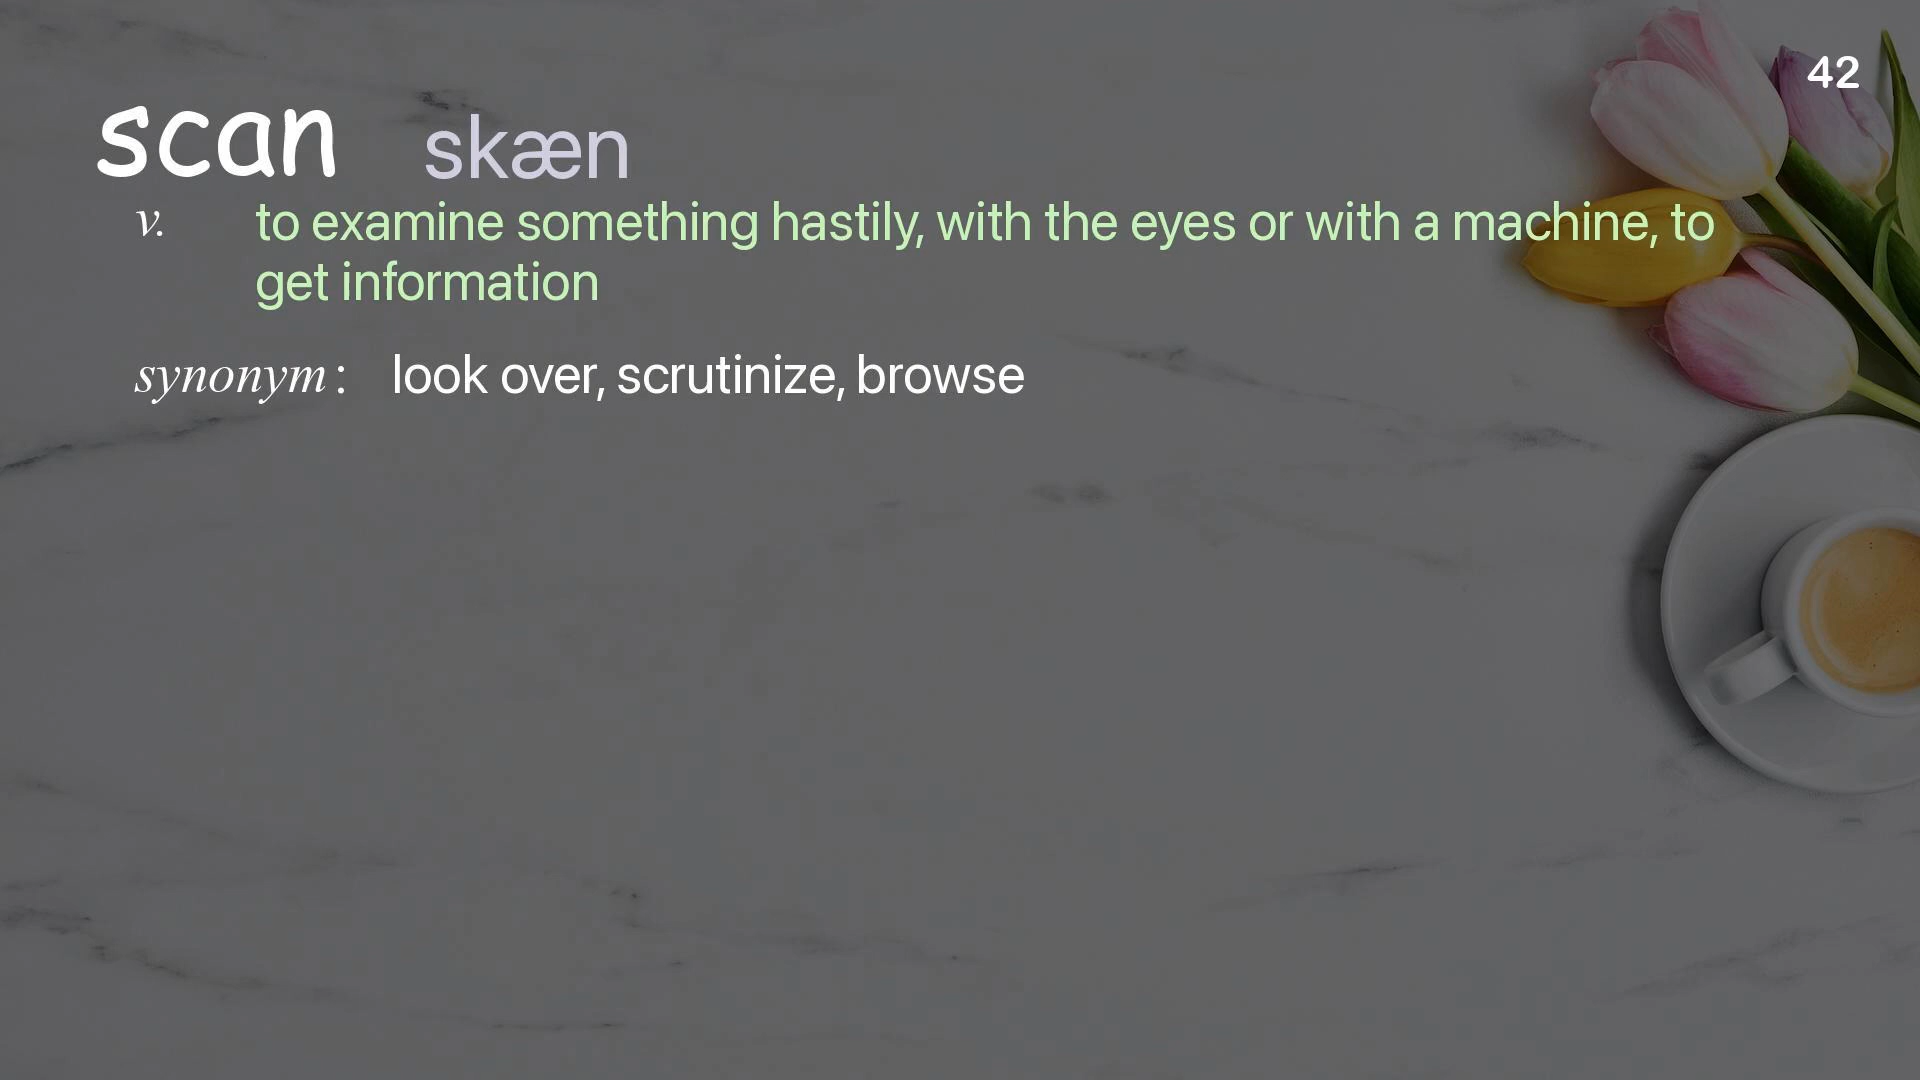 42
scan skæn
v. to examine something hastily, with the eyes or with a machine, to
get information
synonym : look over, scrutinize, browse